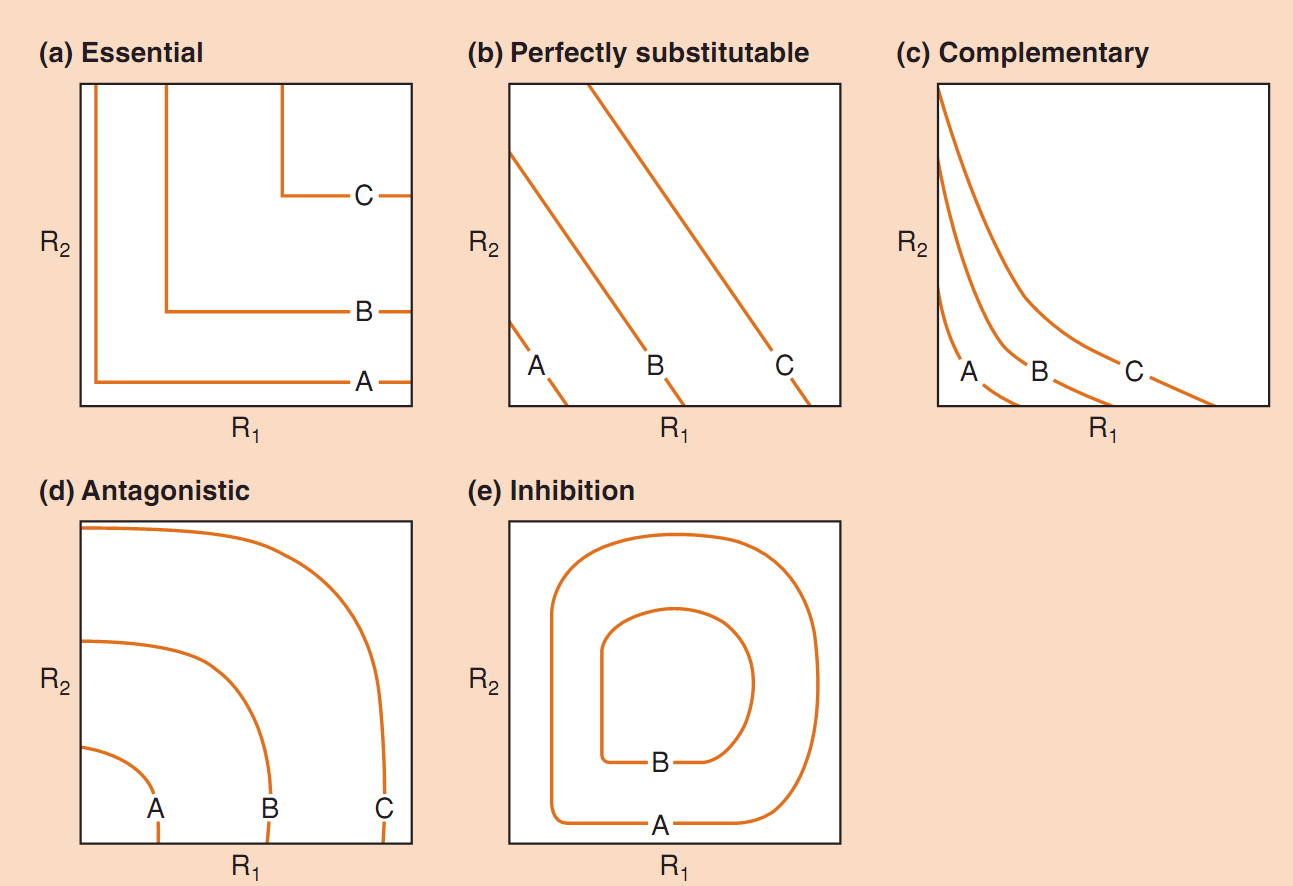 (a) Essential
(b) Perfectly substitutable
(c) Complementary
R2
C
B
A
R1
R2
A
B
C
R1
R2
A
B
C
R1
(d) Antagonistic
(e) Inhibition
R2
A
B
C
R1
R2
B
A
R1